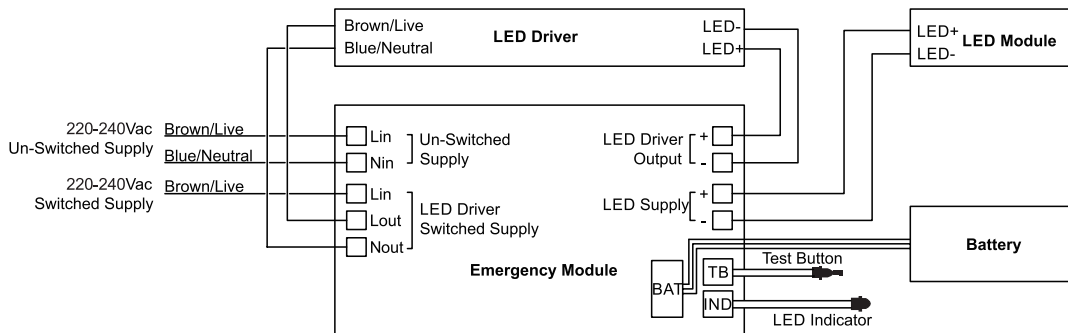 Brown/Live
LED Driver
LED-
Blue/Neutral
LED+
LED+
LED Module
LED-
220-240Vac
Un-Switched Supply
Brown/Live
Blue/Neutral
Lin
Nin
Un-Switched
Supply
220-240Vac
Switched Supply
Brown/Live
Lin
Lout
Nout
LED Driver
Switched Supply
LED Driver
Output
+
-
LED Supply
+
-
Emergency Module
BAT
TB
IND
Test Button
LED Indicator
Battery